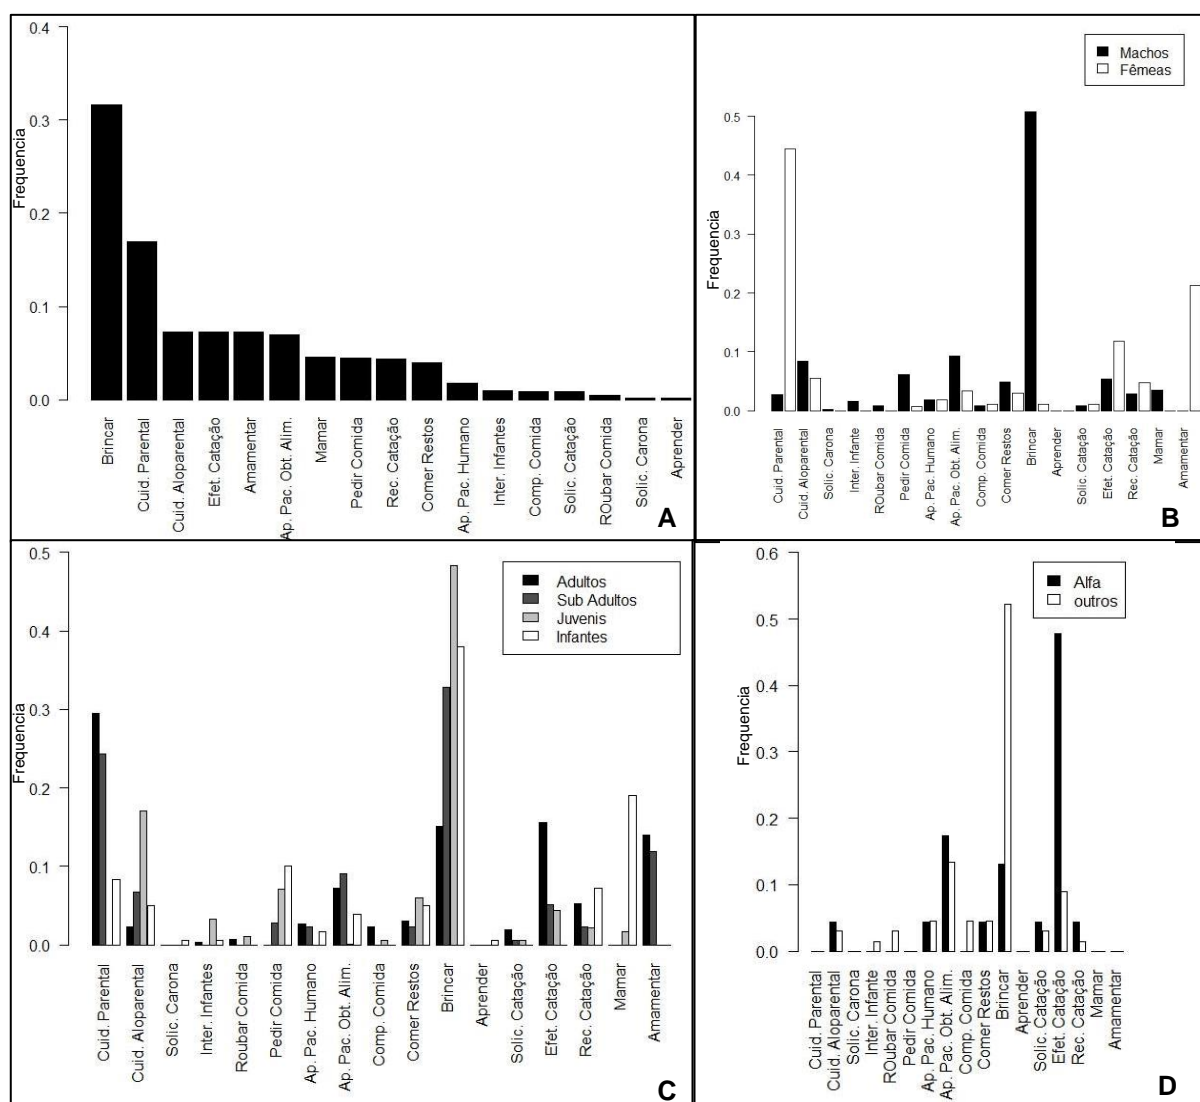 0.4
0.3
0.2
0.1
0.0
Frequencia
Brincar
Cuid. Parental
Cuid. Aloparental
Efet. Catação
Amamentar
Ap. Pac. Obt. Alim.
Mamar
Pedir Comida
Rec. Catação
Comer Restos
Ap. Pac. Humano
Inter. Infantes
Comp. Comida
Solic. Catação
ROubar Comida
Solic. Carona
Aprender
A
Machos
Fêmeas
0.5
0.4
0.3
0.2
0.1
0.0
Frequencia
Cuid. Parental
Cuid. Aloparental
Solic. Carona
Inter. Infante
ROubar Comida
Pedir Comida
Ap. Pac. Humano
Ap. Pac. Obt. Alim.
Comp. Comida
Comer Restos
Brincar
Aprender
Solic. Catação
Efet. Catação
Rec. Catação
Mamar
Amamentar
B
Adultos
Sub Adultos
Juvenis
Infantes
0.5
0.4
0.3
0.2
0.1
0.0
Frequencia
Cuid. Parental
Cuid. Aloparental
Solic. Carona
Inter. Infantes
Roubar Comida
Pedir Comida
Ap. Pac. Humano
Ap. Pac. Obt. Alim.
Comp. Comida
Comer Restos
Brincar
Aprender
Solic. Catação
Efet. Catação
Rec. Catação
Mamar
Amamentar
C
Alfa
outros
0.6
0.5
0.4
0.3
0.2
0.1
0.0
Frequencia
Cuid. Parental
Cuid. Aloparental
Solic. Carona
Inter. Infante
ROubar Comida
Pedir Comida
Ap. Pac. Humano
Ap. Pac. Obt. Alim.
Comp. Comida
Comer Restos
Brincar
Aprender
Solic. Catação
Efet. Catação
Rec. Catação
Mamar
Amamentar
D